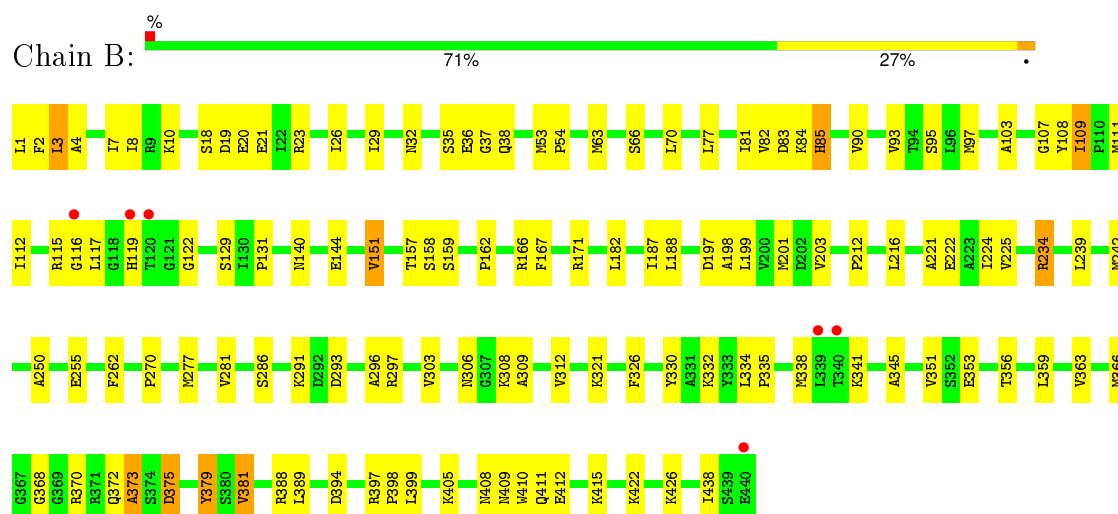 %
Chain B:
71% 27% •
L1 F2 L3 A4 I7 I8 R9 K10 S18 D19 E20 E21 I22 R23 I26 I29 N32 S35 E36 G37 Q38 M53 P54 M63 S66 L70 L77 I81 V82 D83 K84 H85 V90 V93 T94 S95 L96 M97 A103 G107 Y108 I109 P110 M111
I112 R115 G116 L117 G118 H119 T120 G121 G122 S129 I130 P131 N140 E144 V151 T157 S158 S159 P162 R166 F167 R171 L182 I187 L188 D197 A198 L199 V200 M201 D202 V203 P212 L216 A221 E222 A223 I224 V225 R234 L239 M242
A250 E255 F262 P270 M277 V281 S286 K291 D292 D293 A296 R297 V303 N306 G307 K308 A309 V312 K321 F326 Y330 A331 K332 Y333 L334 P335 M338 L339 T340 K341 A345 V351 S352 E353 T356 L359 V363 M366
G367 G368 G369 R370 R371 Q372 A373 S374 D375 Y379 S380 V381 R388 L389 D394 R397 P398 L399 K405 N408 N409 W410 Q411 E412 K415 K422 K426 I438 S439 E440